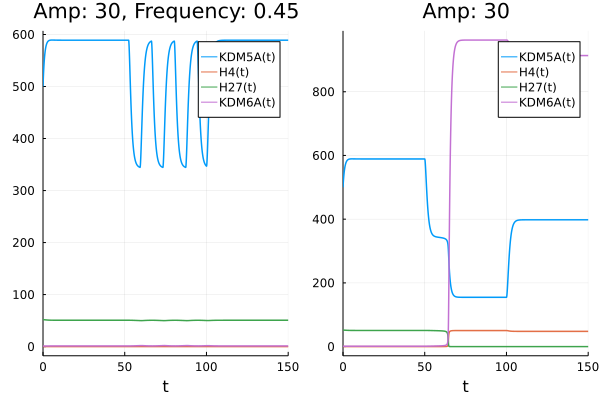 Amp: 30, Frequency: 0.45
600
500
400
300
200
100
0
KDM5A(t)
H4(t)
H27(t)
KDM6A(t)
0 50 100 150
t
Amp: 30
800
600
400
200
0
KDM5A(t)
H4(t)
H27(t)
KDM6A(t)
0 50 100 150
t